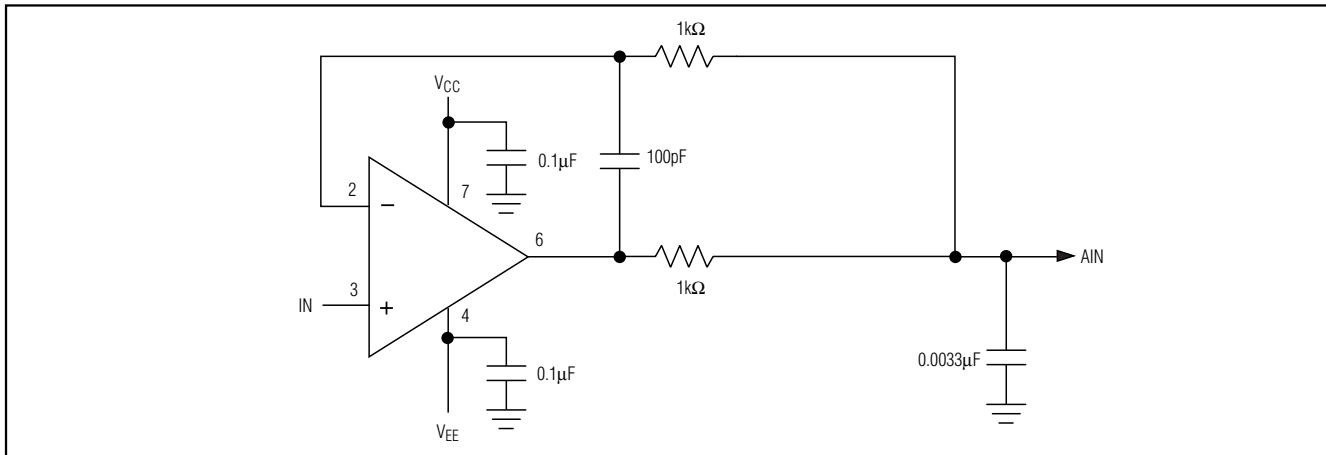 1kΩ
VCC
0.1µF
100pF
2
7
−
6
AIN
1kΩ
IN
3
+
4
0.1µF
0.0033µF
VEE